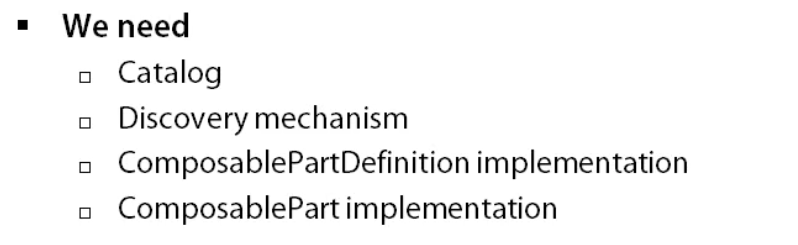 We need
Catalog
Discovery mechanism
ComposablePartDefinition implementation
ComposablePart implementation